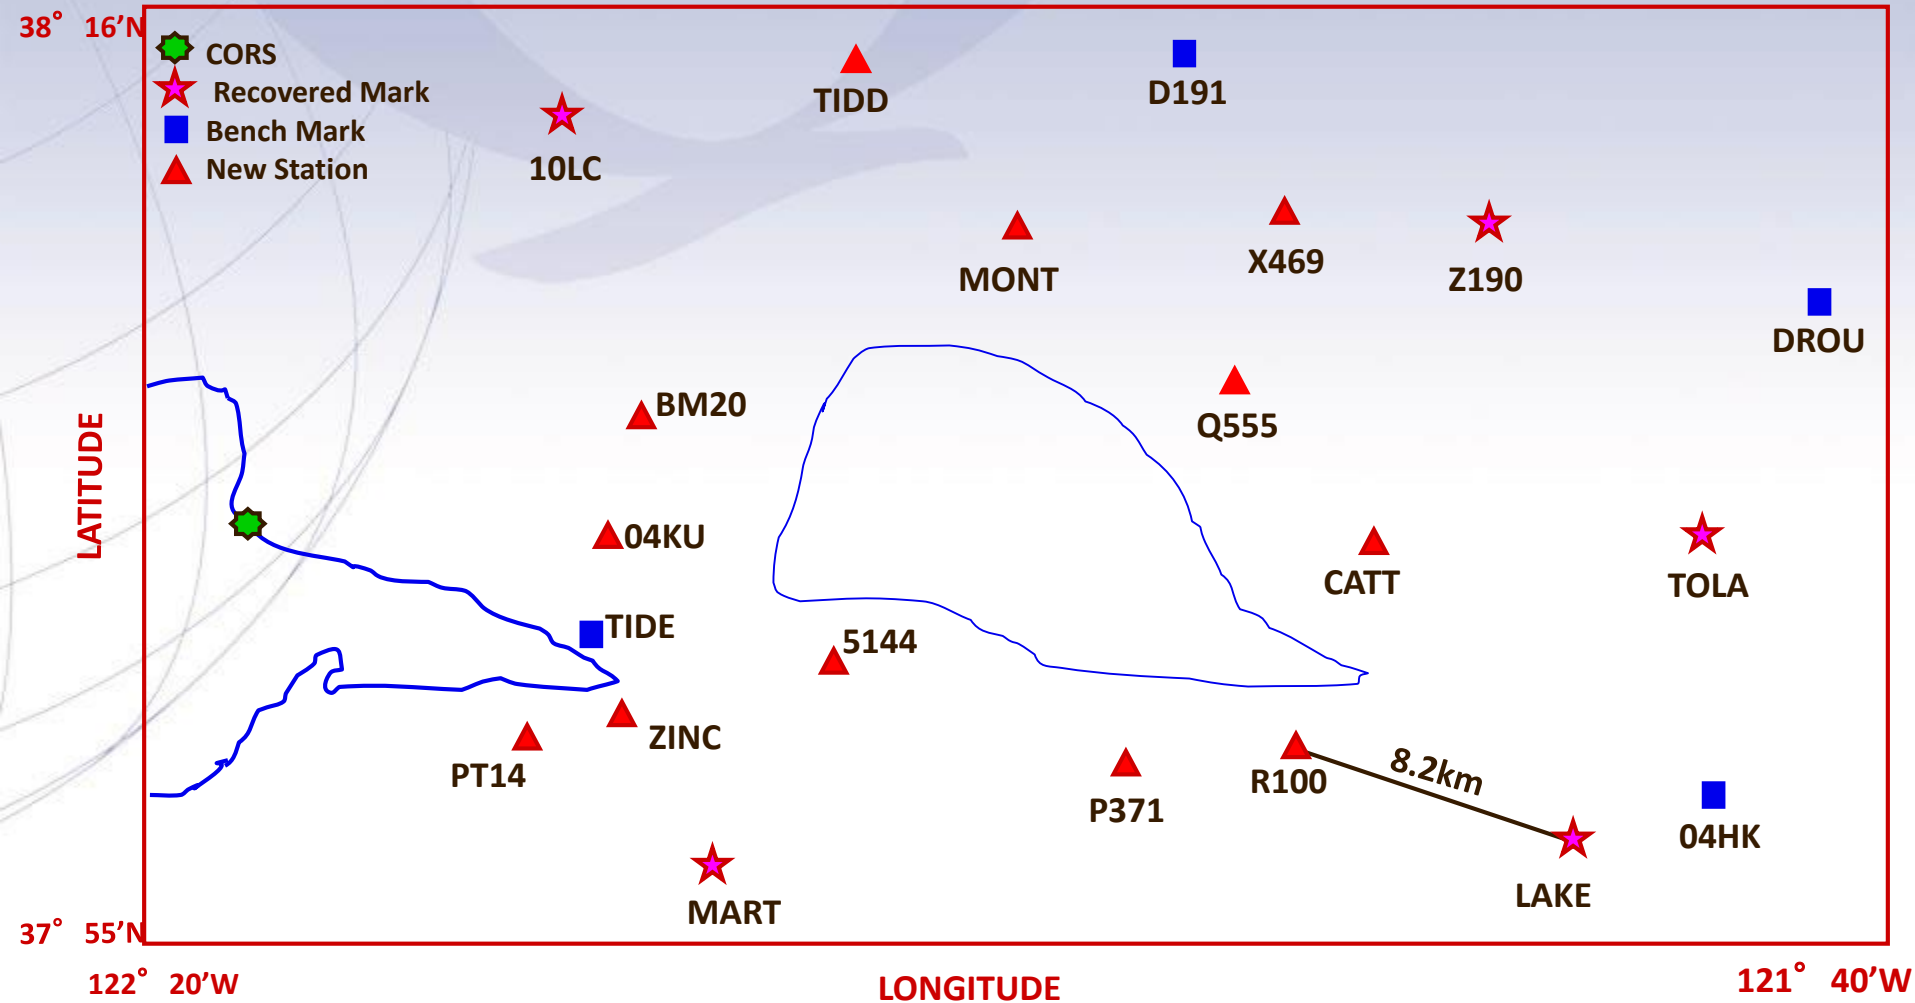 38° 16’N
CORS
Recovered Mark
Bench Mark
New Station
TIDD
D191
10LC
MONT
X469
Z190
DROU
BM20
Q555
LATITUDE
04KU
CATT
TOLA
TIDE
5144
ZINC
PT14
8.2km
R100
P371
04HK
LAKE
MART
37° 55’N
122° 20’W
LONGITUDE
121° 40’W